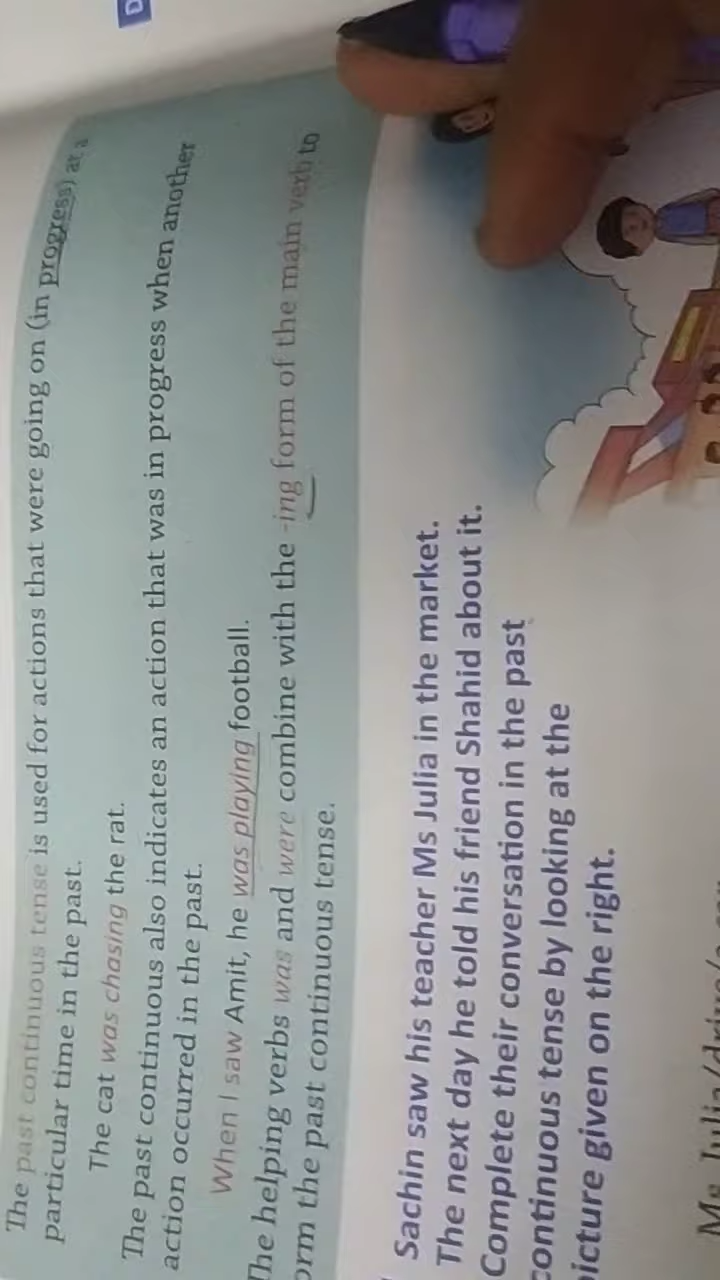 D
The past continuous tense is used for actions that were going on (in progress) at a
particular time in the past.
The cat was chasing the rat.
The past continuous also indicates an action that was in progress when another
action occurred in the past.
When I saw Amit, he was playing football.
The helping verbs was and were combine with the -ing form of the main verb to
orm the past continuous tense.
Sachin saw his teacher Ms Julia in the market.
The next day he told his friend Shahid about it.
Complete their conversation in the past
continuous tense by looking at the
icture given on the right.
Ms Julia/drive/a